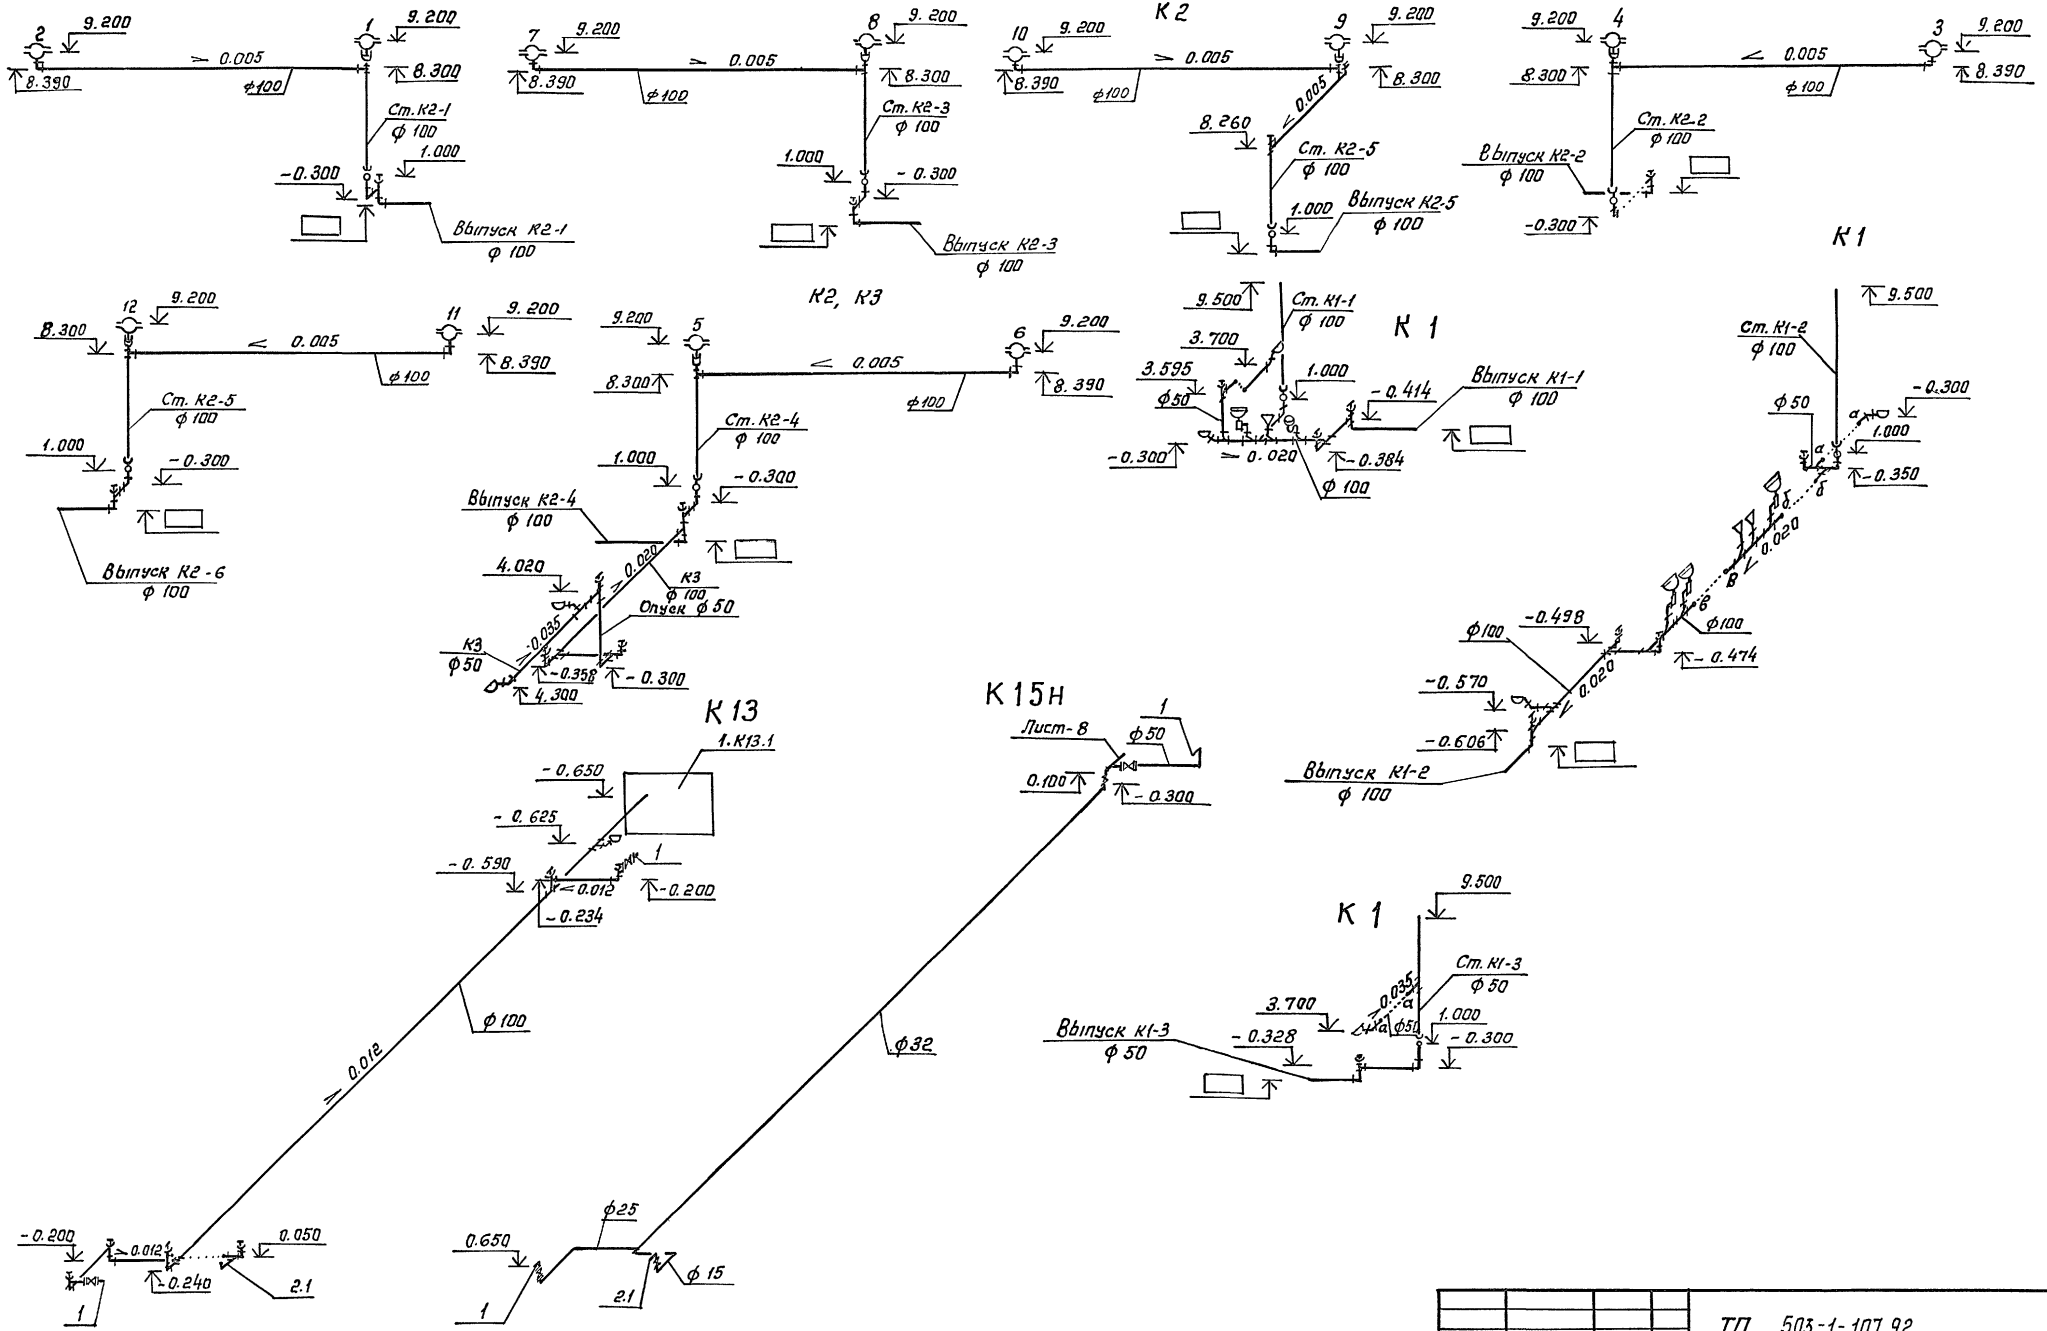 К2
2
9.200
8.390
0.005
ф100
1
9.200
8.300
Ст. К2-1
ф 100
1.000
-0.300
Выпуск К2-1
ф 100
7
9.200
8.390
0.005
ф100
8
9.200
8.300
Ст. К2-3
ф 100
1.000
-0.300
Выпуск К2-3
ф 100
10
9.200
8.390
0.005
ф100
9
9.200
8.300
0.005
8.260
Ст. К2-5
ф 100
1.000
Выпуск К2-5
ф 100
4
9.200
8.300
0.005
ф100
3
9.200
8.390
Ст. К2-2
ф 100
Выпуск К2-2
ф 100
-0.300
К2, К3
12
9.200
8.300
0.005
ф100
11
9.200
8.390
Ст. К2-5
ф 100
1.000
-0.300
Выпуск К2-6
ф 100
5
9.200
8.300
0.005
ф100
6
9.200
8.390
Ст. К2-4
ф 100
1.000
-0.300
Выпуск К2-4
ф 100
0.020
К3
ф 100
4.020
Опуск ф 50
0.035
К3
ф 50
-0.358
-0.300
4.300
К 1
9.500
Ст. К1-1
ф 100
3.700
3.595
ф50
1.000
-0.414
Выпуск К1-1
ф 100
-0.300
0.020
-0.384
ф 100
К1
9.500
Ст. К1-2
ф 100
-0.300
ф50
а
а
1.000
-0.350
б
б
0.020
в
в
ф100
-0.498
-0.474
ф100
0.020
-0.570
-0.606
Выпуск К1-2
ф 100
К 13
1.К13.1
-0.650
-0.625
-0.590
1
0.012
-0.200
-0.234
ф 100
0.012
-0.200
0.012
0.050
-0.240
2.1
1
К 15Н
Лист-8
ф 50
1
0.100
-0.300
ф32
ф25
0.650
ф 15
2.1
1
К 1
9.500
Ст. К1-3
ф 50
0.035
а
а
ф50
3.700
1.000
-0.328
-0.300
Выпуск К1-3
ф 50
ТП 503-1-107.92